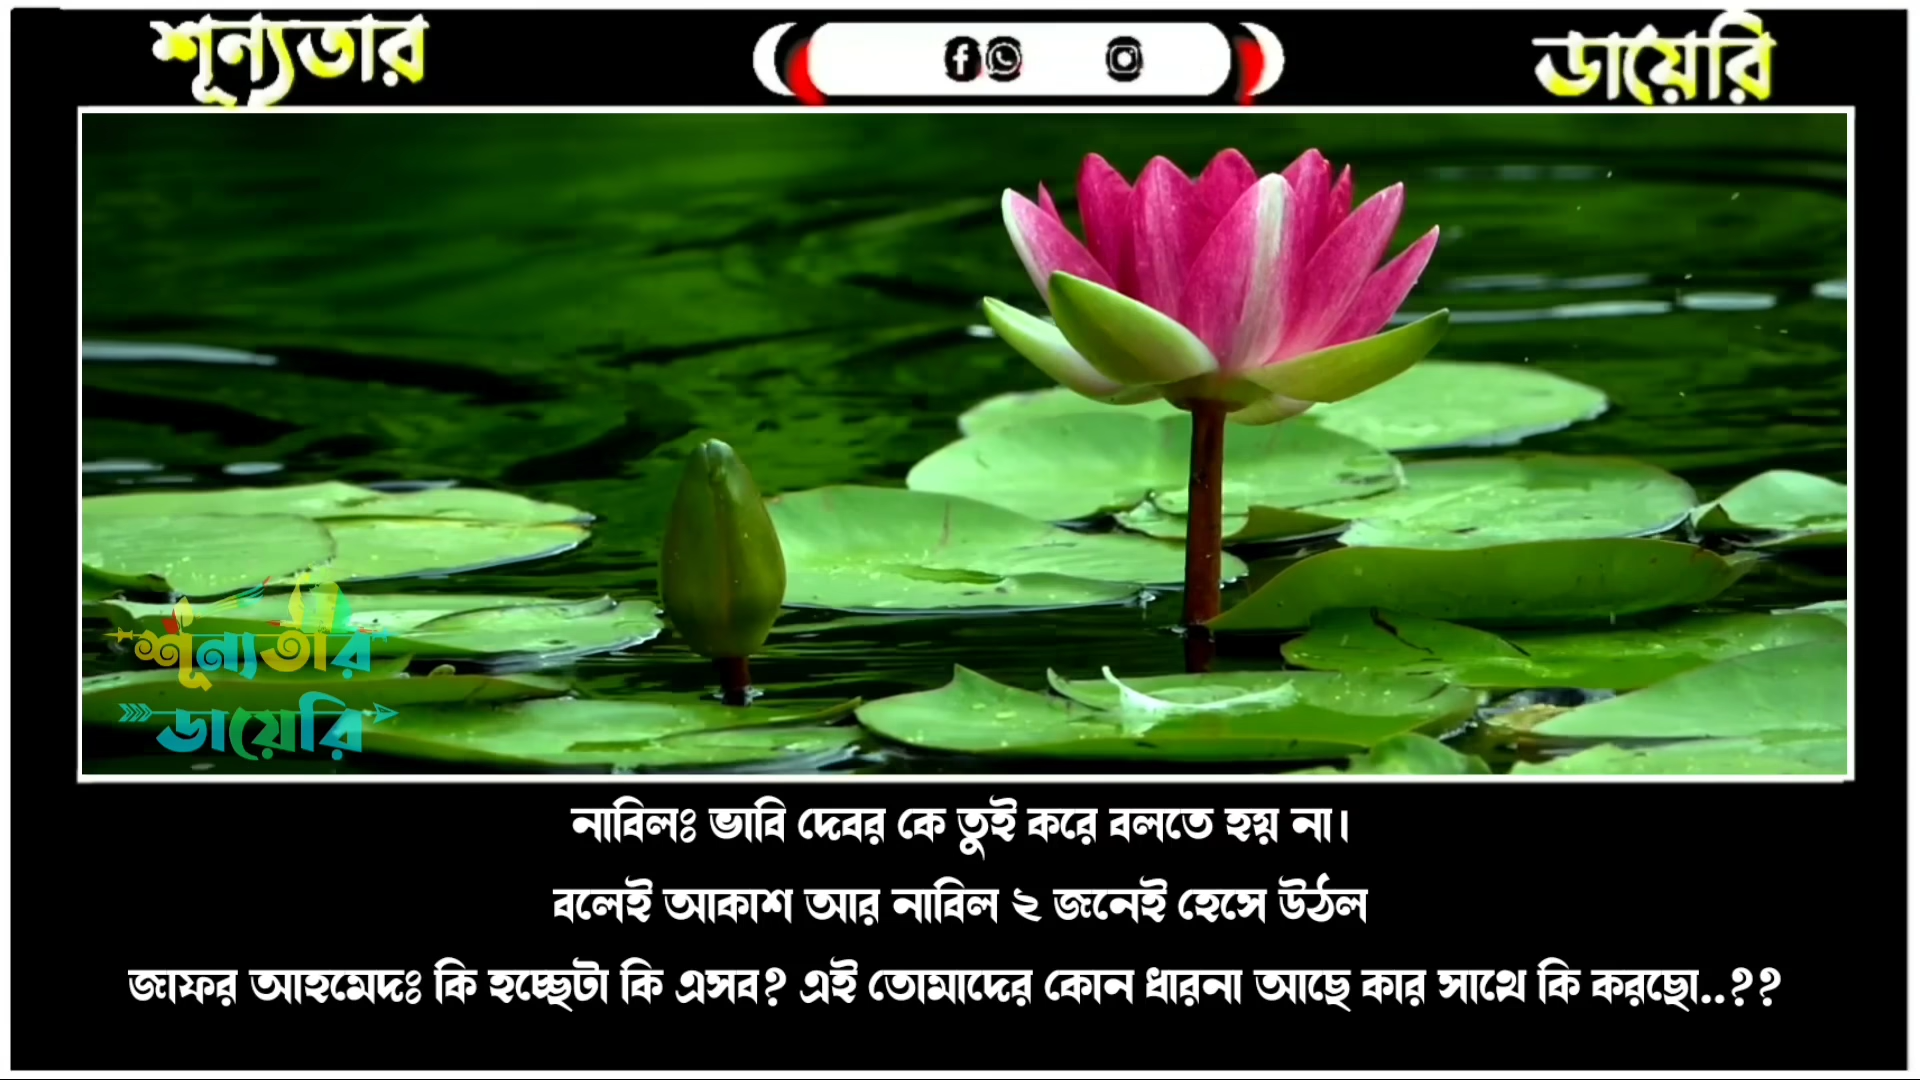 শূন্যতার
ডায়েরি
শূন্যতার
ডায়েরি
নাবিলঃ ভাবি দেবর কে তুই করে বলতে হয় না।
বলেই আকাশ আর নাবিল ২ জনেই হেসে উঠল
জাফর আহমেদঃ কি হচ্ছেটা কি এসব? এই তোমাদের কোন ধারনা আছে কার সাথে কি করছো..??